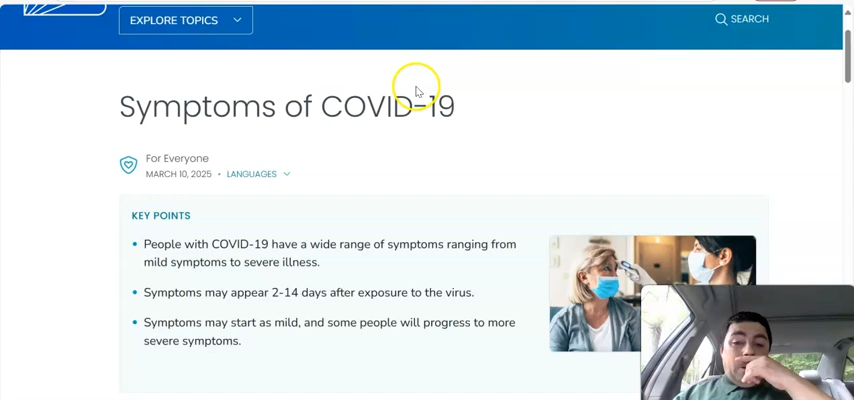 EXPLORE TOPICS
SEARCH
Symptoms of COVID-19
For Everyone
MARCH 10, 2025 • LANGUAGES
KEY POINTS
• People with COVID-19 have a wide range of symptoms ranging from
mild symptoms to severe illness.
• Symptoms may appear 2-14 days after exposure to the virus.
• Symptoms may start as mild, and some people will progress to more
severe symptoms.